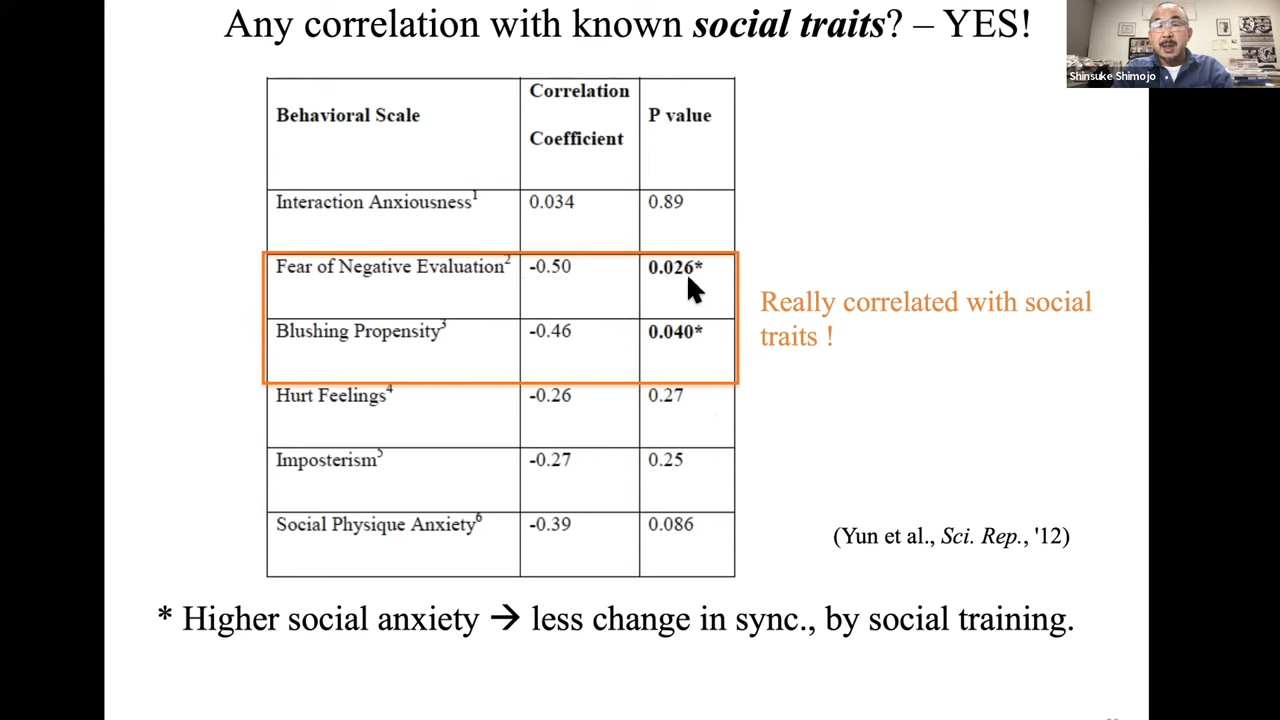 Any correlation with known social traits? – YES!
Shinsuke Shimojo
Behavioral Scale
Correlation
Coefficient
P value
Interaction Anxiousness1 0.034 0.89
Fear of Negative Evaluation2 -0.50 0.026*
Blushing Propensity3 -0.46 0.040*
Hurt Feelings4 -0.26 0.27
Imposterism5 -0.27 0.25
Social Physique Anxiety6 -0.39 0.086
Really correlated with social
traits !
(Yun et al., Sci. Rep., '12)
* Higher social anxiety → less change in sync., by social training.